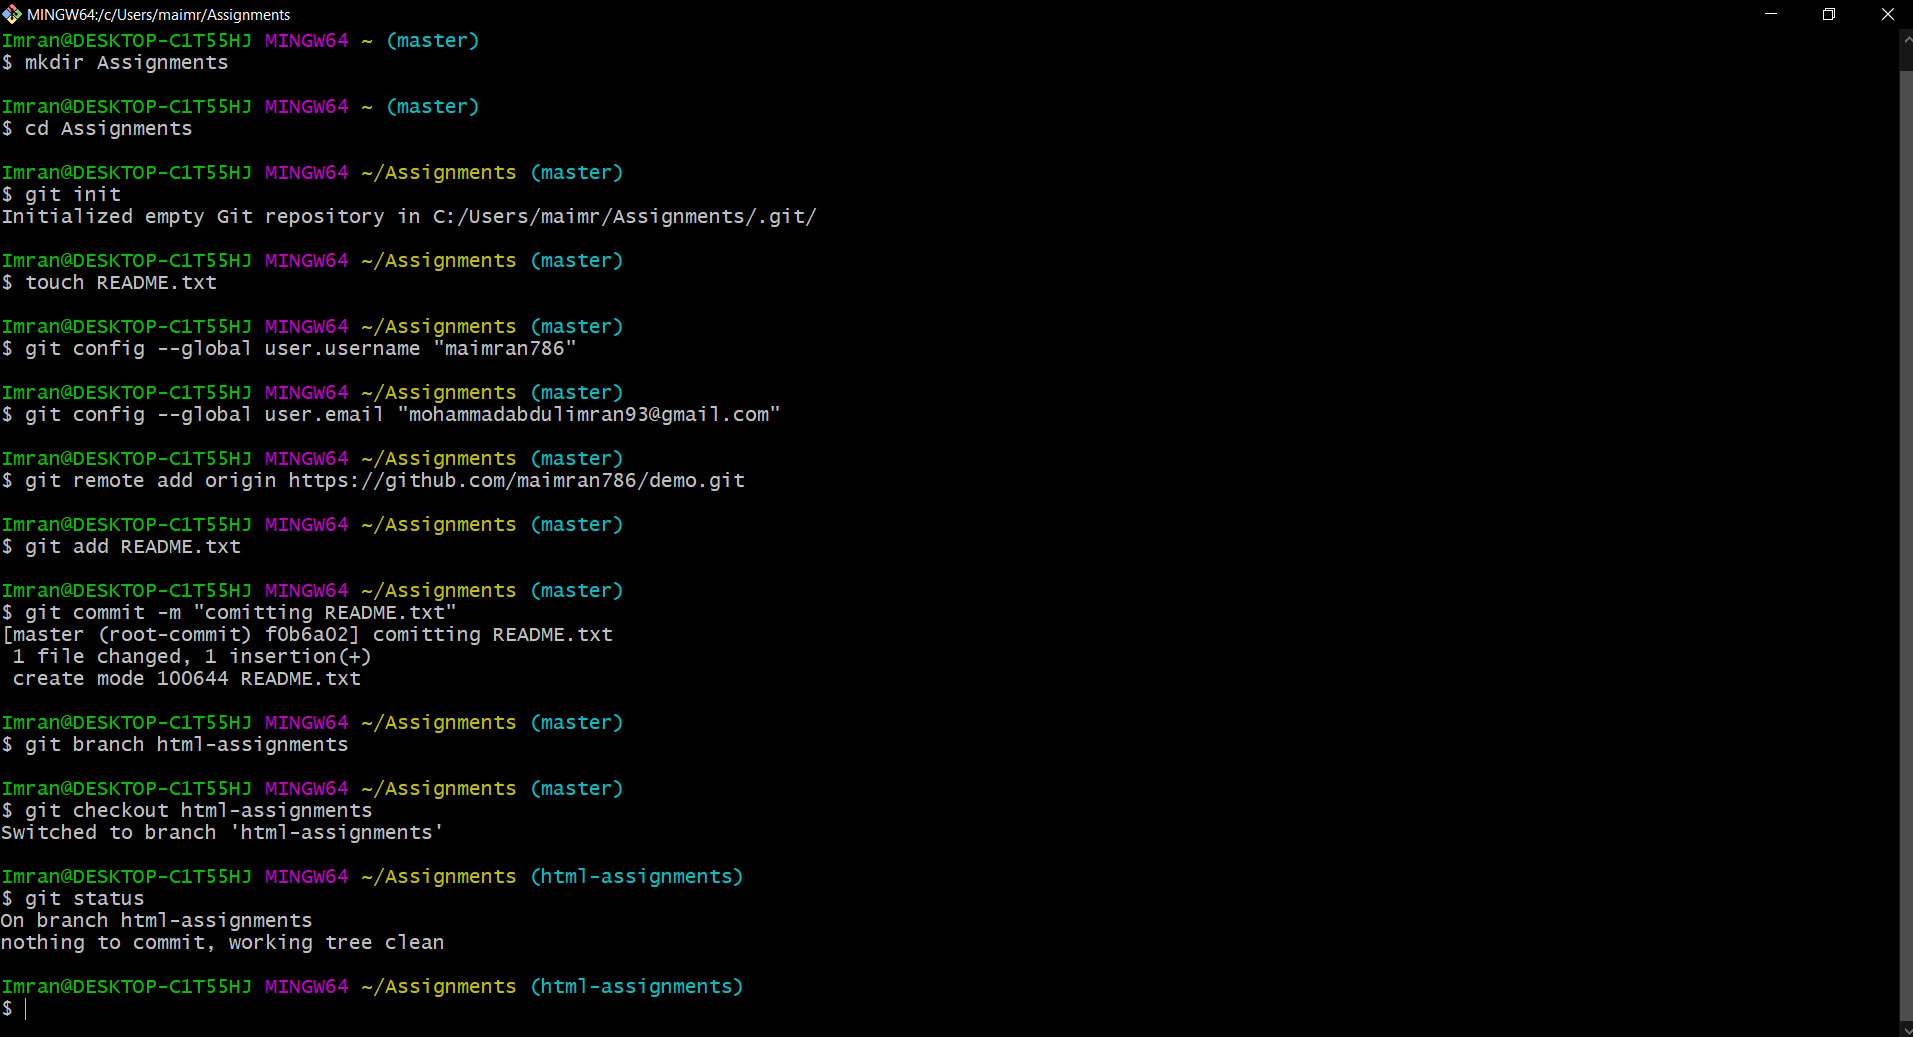 MINGW64:/c/Users/maimr/Assignments
Imran@DESKTOP-C1T55HJ MINGW64 ~ (master)
$ mkdir Assignments
Imran@DESKTOP-C1T55HJ MINGW64 ~ (master)
$ cd Assignments
Imran@DESKTOP-C1T55HJ MINGW64 ~/Assignments (master)
$ git init
Initialized empty Git repository in C:/Users/maimr/Assignments/.git/
Imran@DESKTOP-C1T55HJ MINGW64 ~/Assignments (master)
$ touch README.txt
Imran@DESKTOP-C1T55HJ MINGW64 ~/Assignments (master)
$ git config --global user.username "maimran786"
Imran@DESKTOP-C1T55HJ MINGW64 ~/Assignments (master)
$ git config --global user.email "mohammadabdulimran93@gmail.com"
Imran@DESKTOP-C1T55HJ MINGW64 ~/Assignments (master)
$ git remote add origin https://github.com/maimran786/demo.git
Imran@DESKTOP-C1T55HJ MINGW64 ~/Assignments (master)
$ git add README.txt
Imran@DESKTOP-C1T55HJ MINGW64 ~/Assignments (master)
$ git commit -m "comitting README.txt"
[master (root-commit) f0b6a02] comitting README.txt
 1 file changed, 1 insertion(+)
 create mode 100644 README.txt
Imran@DESKTOP-C1T55HJ MINGW64 ~/Assignments (master)
$ git branch html-assignments
Imran@DESKTOP-C1T55HJ MINGW64 ~/Assignments (master)
$ git checkout html-assignments
Switched to branch 'html-assignments'
Imran@DESKTOP-C1T55HJ MINGW64 ~/Assignments (html-assignments)
$ git status
On branch html-assignments
nothing to commit, working tree clean
Imran@DESKTOP-C1T55HJ MINGW64 ~/Assignments (html-assignments)
$